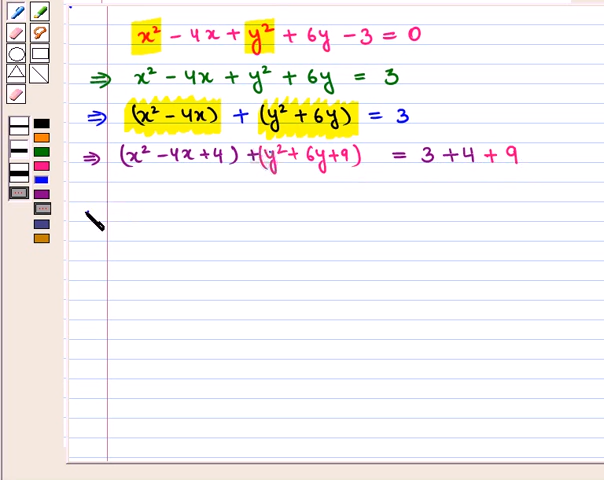 x² - 4x + y² + 6y - 3 = 0
⇒ x² - 4x + y² + 6y = 3
⇒ (x² - 4x) + (y² + 6y) = 3
⇒ (x² - 4x + 4) + (y² + 6y + 9) = 3 + 4 + 9